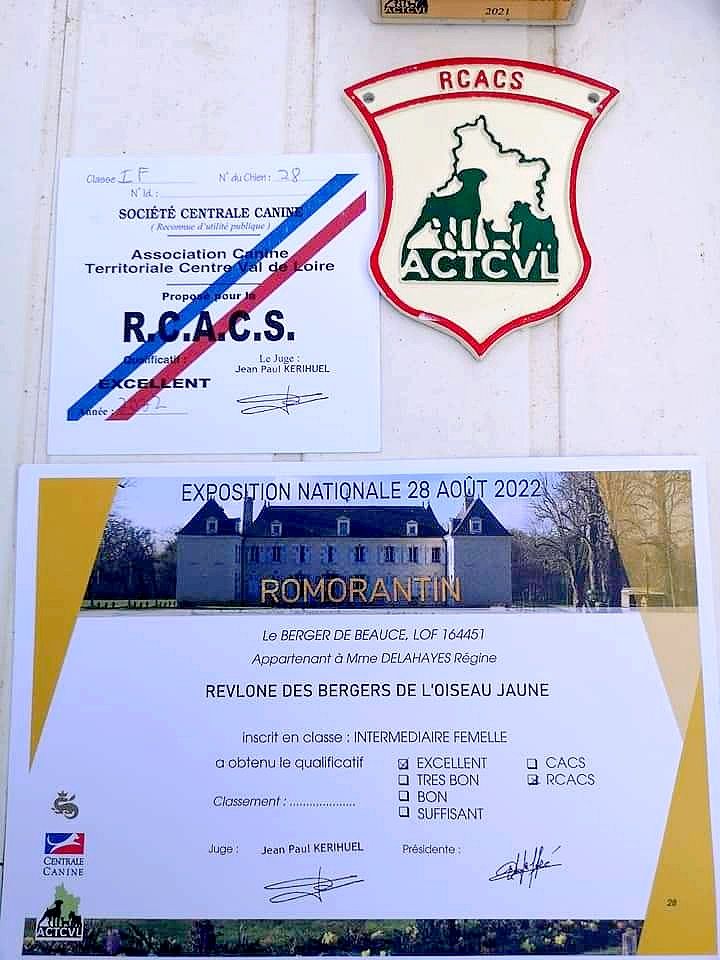 ACTCVL
2021
RCACS
ACTCVL
Classe I F N° du Chien : 28
N° Id. :
SOCIÉTÉ CENTRALE CANINE
( Reconnue d'utilité publique )
Association Canine
Territoriale Centre Val de Loire
Proposé pour le
R.C.A.C.S.
Qualificatif :
EXCELLENT
Le Juge :
Jean Paul KERIHUEL
Année : 2022
EXPOSITION NATIONALE 28 AOÛT 2022
ROMORANTIN
Le BERGER DE BEAUCE, LOF 164451
Appartenant à Mme DELAHAYES Régine
REVLONE DES BERGERS DE L'OISEAU JAUNE
inscrit en classe : INTERMEDIAIRE FEMELLE
a obtenu le qualificatif
☒ EXCELLENT
❑ TRES BON
❑ BON
❑ SUFFISANT
❑ CACS
☒ RCACS
Classement : ....................
Juge : Jean Paul KERIHUEL
Présidente :
CENTRALE
CANINE
ACTCVL
28